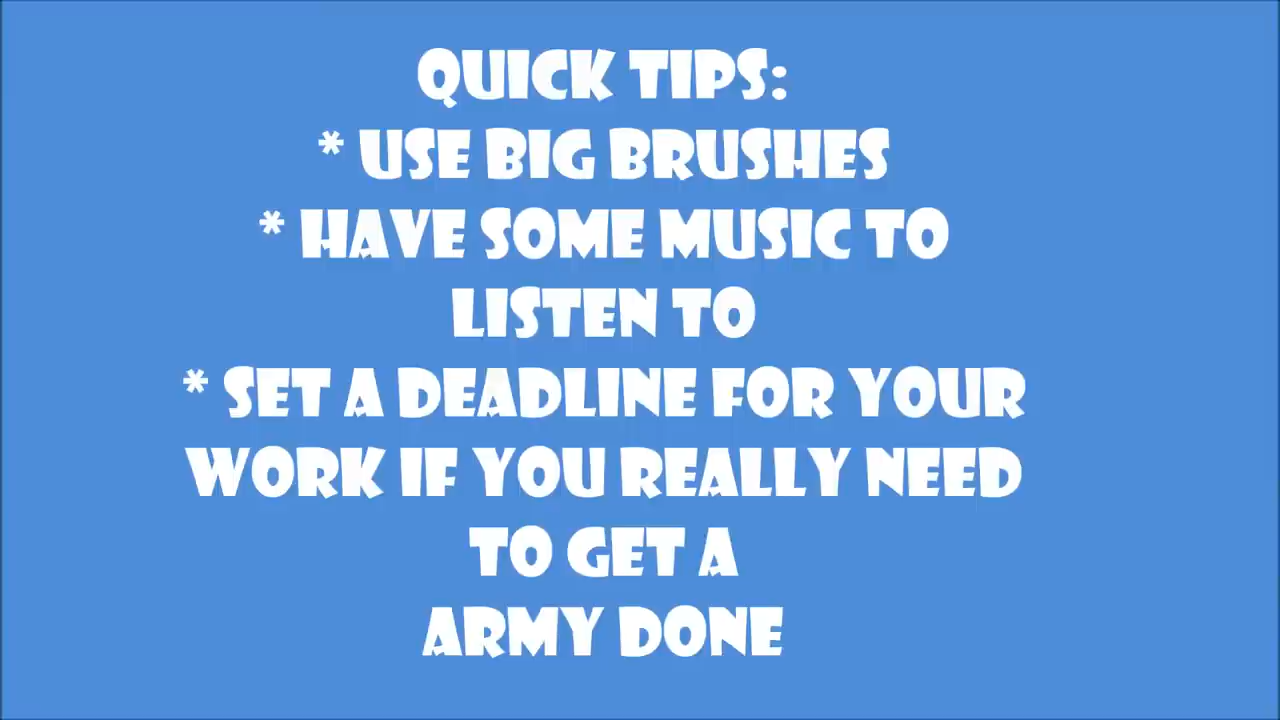 QUICK TIPS:
* USE BIG BRUSHES
* HAVE SOME MUSIC TO
LISTEN TO
* SET A DEADLINE FOR YOUR
WORK IF YOU REALLY NEED
TO GET A
ARMY DONE